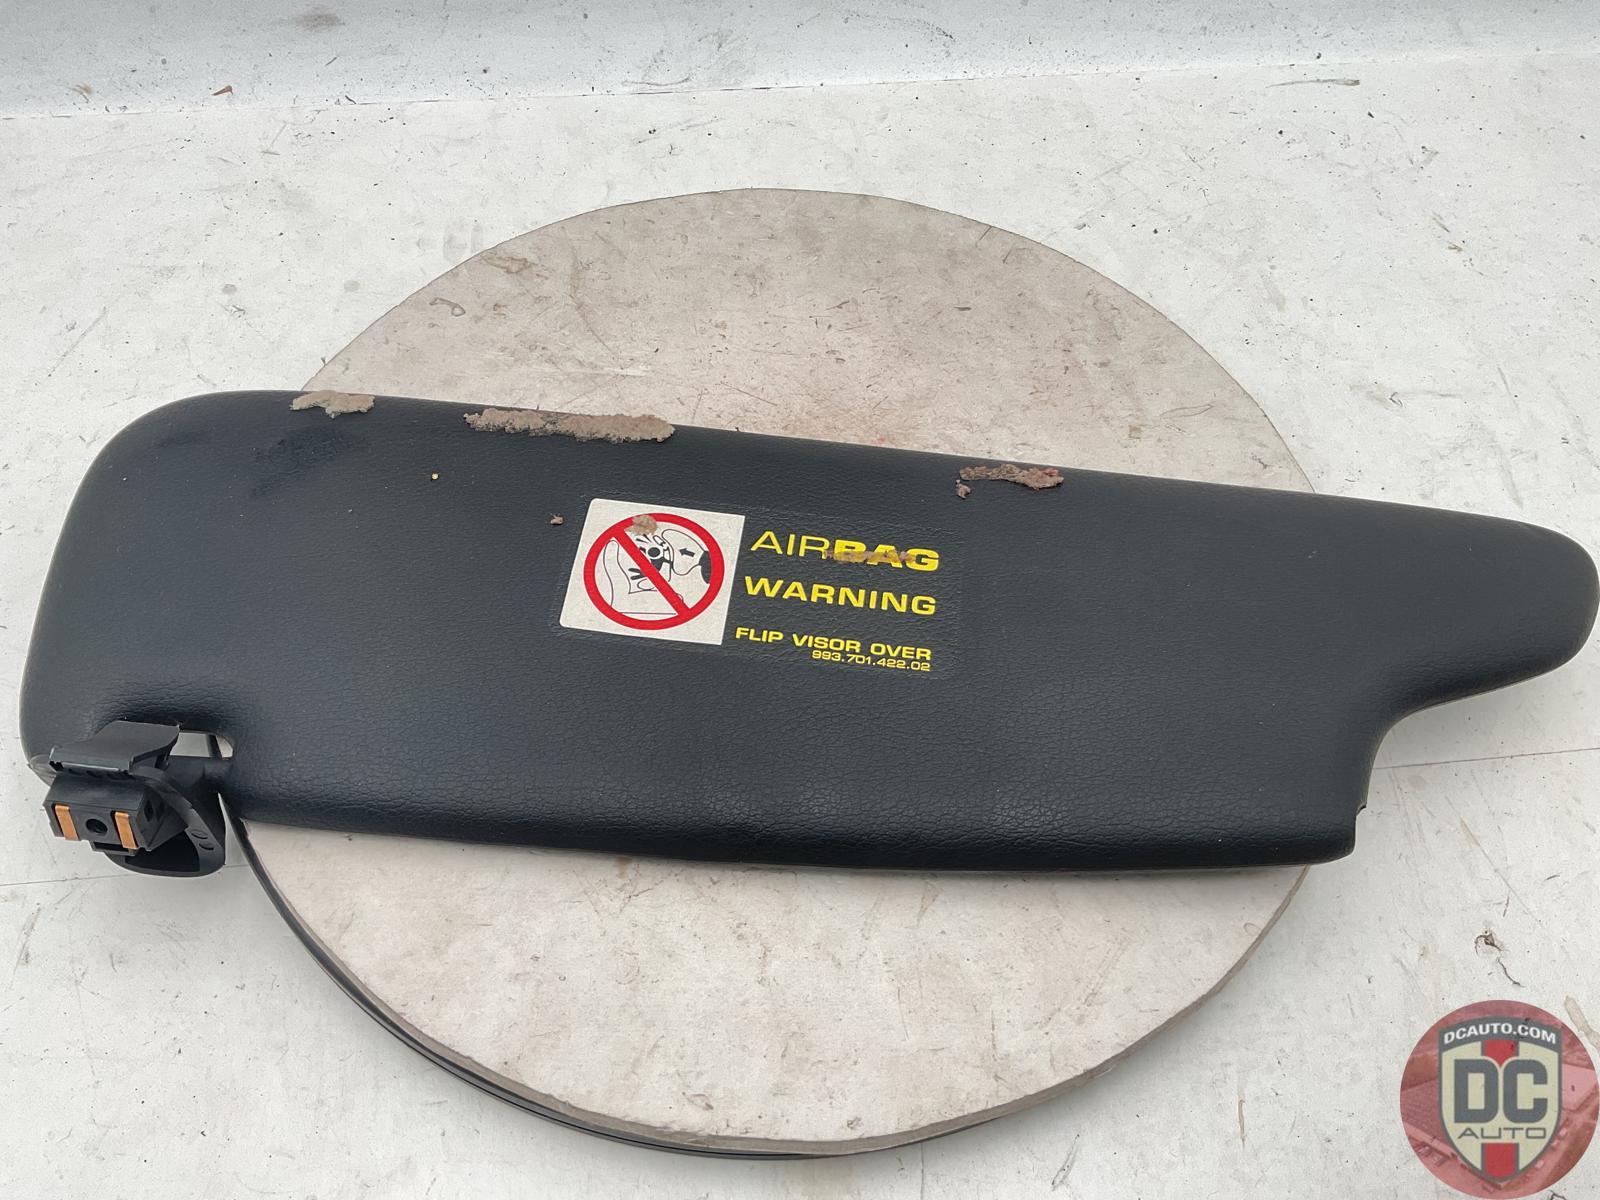 AIRBAG
WARNING
FLIP VISOR OVER
993.701.422.02
DCAUTO.COM
DC
AUTO